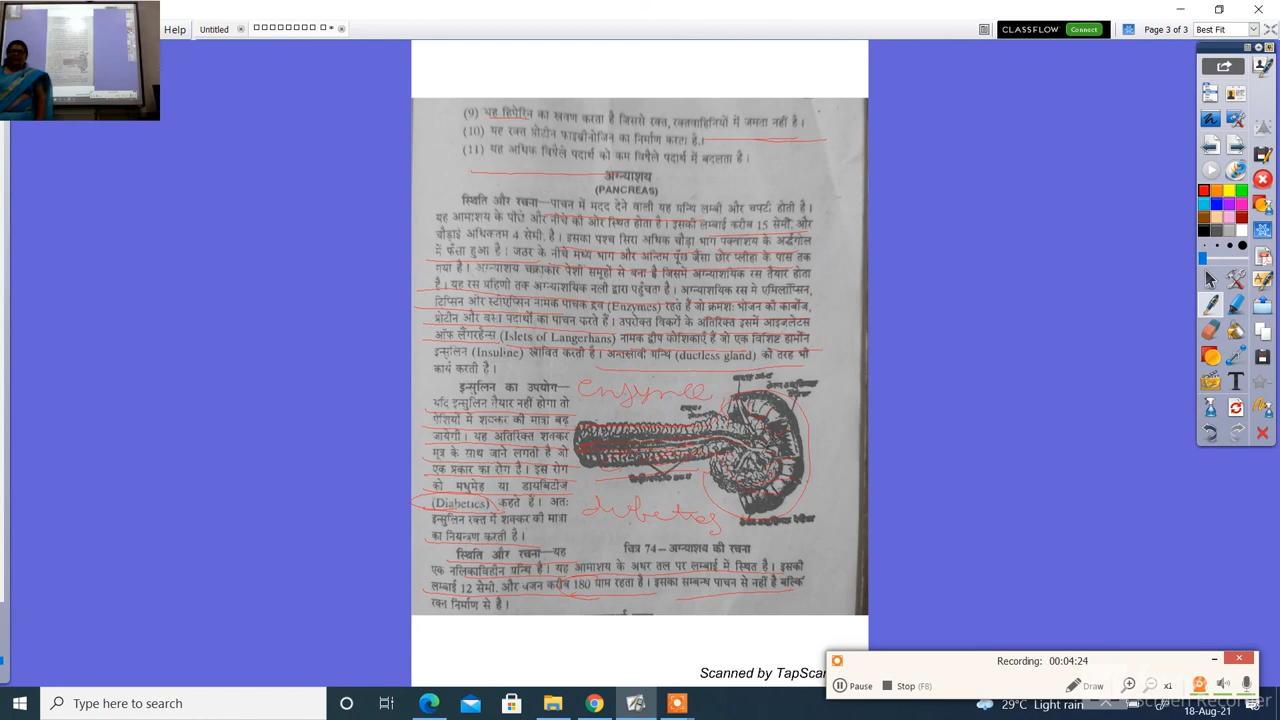 Help
Untitled
CLASSFLOW Connect
Page 3 of 3
Best Fit
(9) यह हिपेरिन का स्रवण करता है जिससे रक्त, रक्तवाहिनियों में जमता नहीं है।
(10) यह रक्त प्रोटीन फाइब्रीनोजिन का निर्माण करता है।
(11) यह अधिक विषैले पदार्थ को कम विषैले पदार्थ में बदलता है।
अग्न्याशय
(PANCREAS)
स्थिति और रचना—पाचन में मदद देने वाली यह ग्रन्थि लम्बी और चपटी होती है।
यह आमाशय के पीछे और नीचे की ओर स्थित होता है। इसकी लम्बाई करीब 15 सेमी. और
चौड़ाई अधिकतम 4 सेमी. है। इसका पश्च सिरा अधिक चौड़ा भाग पक्वाशय के अर्द्धगोल
में फँसा हुआ है। जठर के नीचे मध्य भाग और अन्तिम पूँछ जैसा छोर प्लीहा के पास तक
गया है। अग्न्याशय चक्राकार पेशी समूहों से बना है जिसमें अग्न्याशयिक रस तैयार होता
है। यह रस ग्रहिणी तक अग्न्याशयिक नली द्वारा पहुँचता है। अग्न्याशयिक रस मे एमिलाप्सिन,
ट्रिप्सिन और स्टीएप्सिन नामक पाचक द्रव (Enzymes) रहते हैं जो क्रमशः भोजन की कार्बोज,
प्रोटीन और वसा पदार्थों का पाचन करते हैं। उपरोक्त विकरों के अतिरिक्त इसमें आइजलेटस
ऑफ लैंगरहैन्स (Islets of Langerhans) नामक द्वीप कोशिकाएँ हैं जो एक विशिष्ट हार्मोन
इन्सुलिन (Insuline) स्रावित करती है। अन्तःस्रावी ग्रन्थि (ductless gland) की तरह भी
कार्य करती है।
इन्सुलिन का उपयोग—
यदि इन्सुलिन तैयार नहीं होगा तो
पेशियों में शक्कर की मात्रा बढ़
जायेगी। यह अतिरिक्त शक्कर
मूत्र के साथ जाने लगती है जो
एक प्रकार का रोग है। इस रोग
को मधुमेह या डायबिटीज
(Diabetics) कहते हैं। अतः
इन्सुलिन रक्त में शक्कर की मात्रा
का नियन्त्रण करती है।
enzymee
diabeties
चित्र 74—अग्न्याशय की रचना
स्थिति और रचना—यह
एक नलिकाविहीन ग्रन्थि है। यह आमाशय के अधर तल पर लम्बाई में स्थित है। इसकी
लम्बाई 12 सेमी. और वजन करीब 180 ग्राम रहता है। इसका सम्बन्ध पाचन से नहीं है बल्कि
रक्त निर्माण से है।
Scanned by TapScan
Recording: 00:04:24
Pause
Stop (F8)
Draw
x1
Type here to search
29°C Light rain
18-Aug-21
Screen Recorder